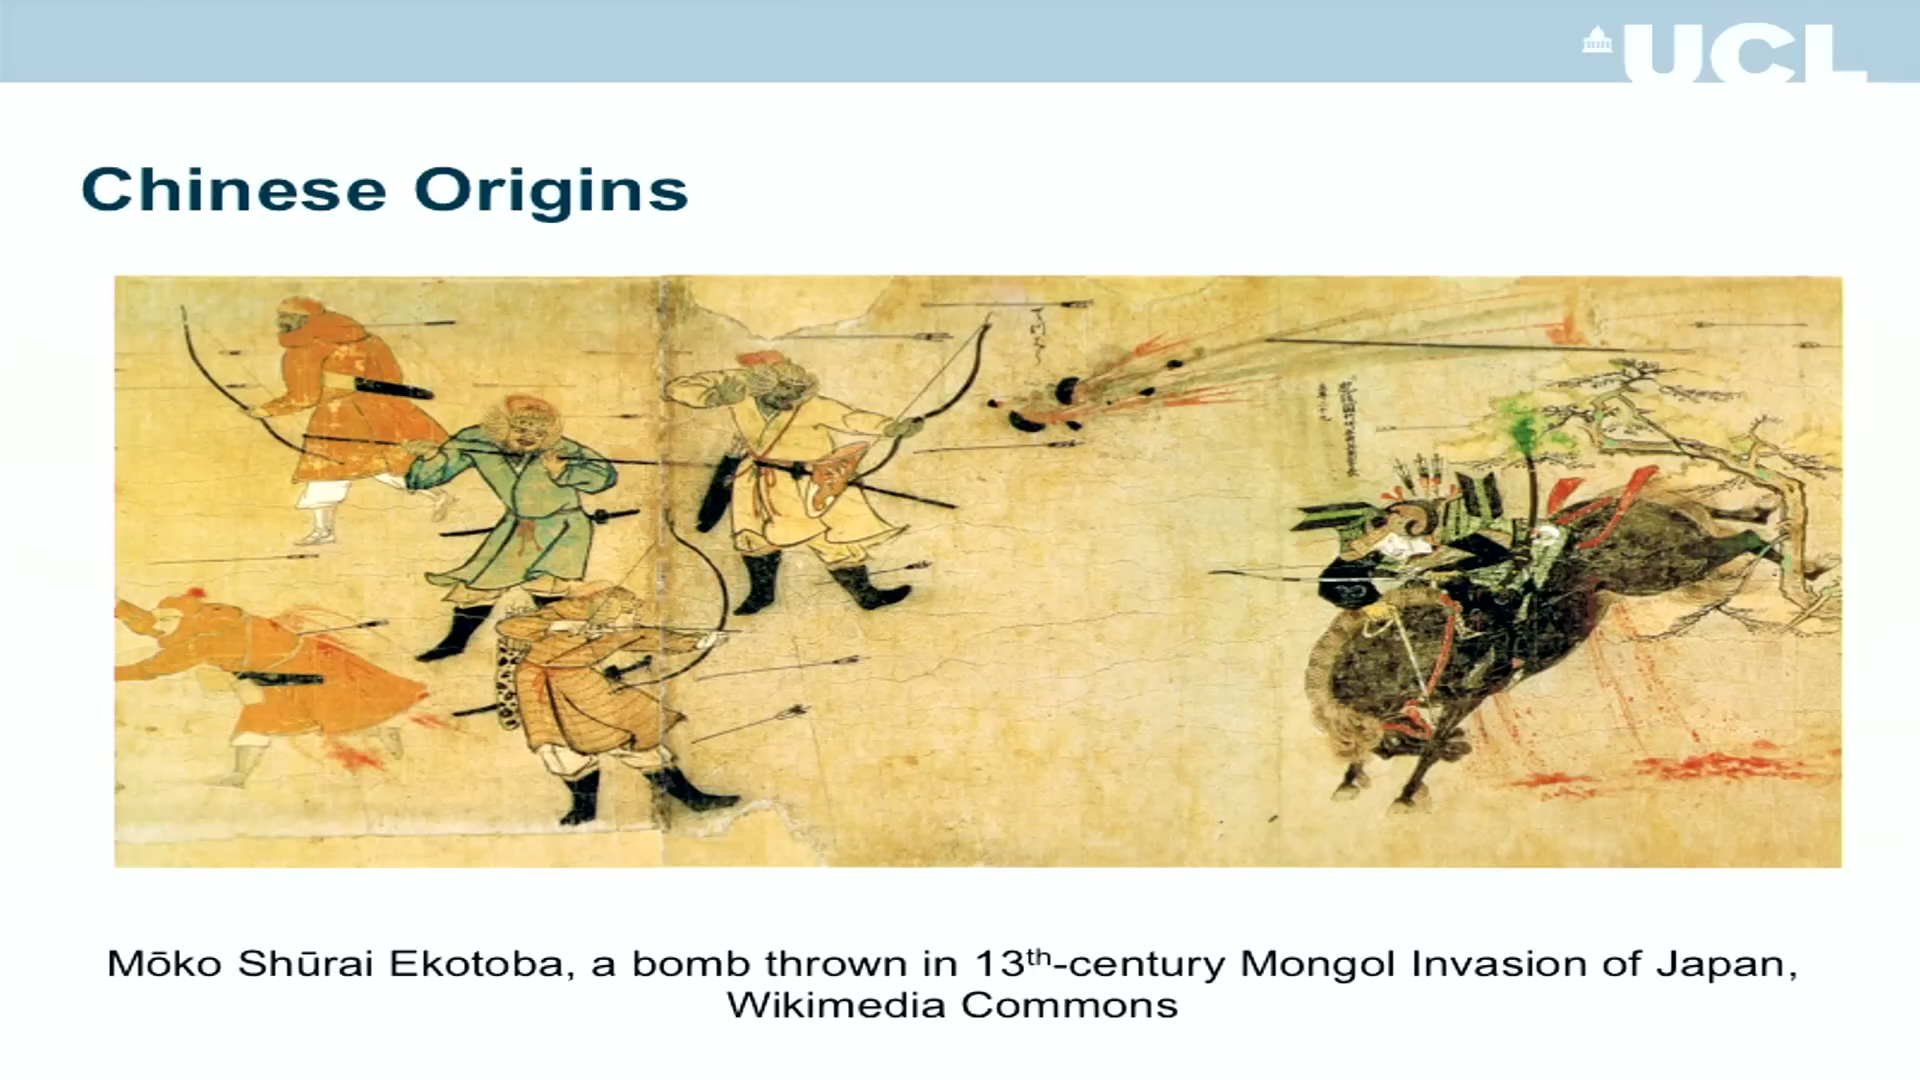 UCL
Chinese Origins
Mōko Shūrai Ekotoba, a bomb thrown in 13th-century Mongol Invasion of Japan,
Wikimedia Commons